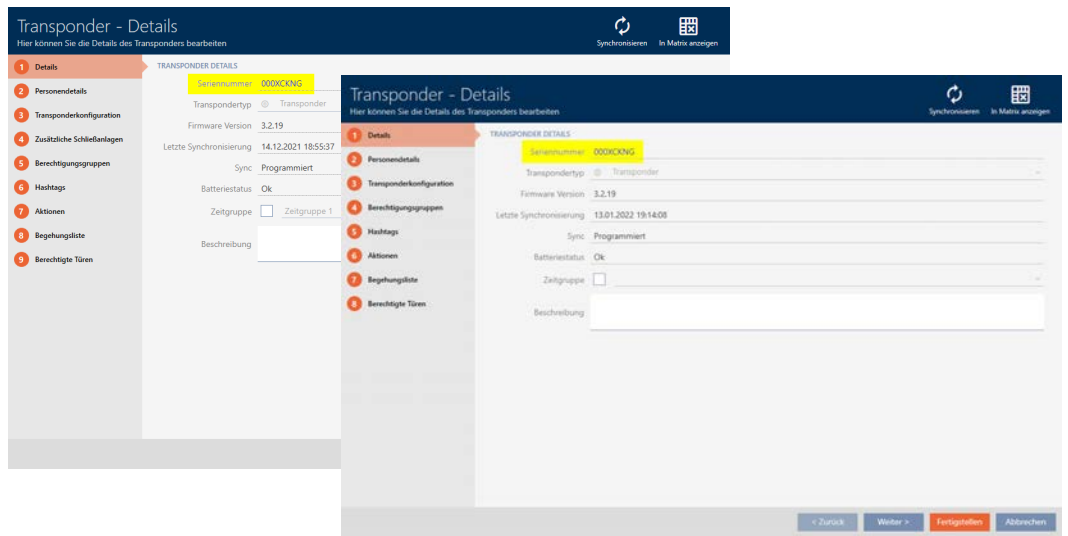 Transponder - Details
Hier können Sie die Details des Transponders bearbeiten
Synchronisieren
In Matrix anzeigen
1 Details
2 Personendetails
3 Transponderkonfiguration
4 Zusätzliche Schließanlagen
5 Berechtigungsgruppen
6 Hashtags
7 Aktionen
8 Begehungsliste
9 Berechtigte Türen
TRANSPONDER DETAILS
Seriennummer 000XCKNG
Transpondertyp Transponder
Firmware Version 3.2.19
Letzte Synchronisierung 14.12.2021 18:55:37
Sync Programmiert
Batteriestatus Ok
Zeitgruppe Zeitgruppe 1
Beschreibung
Transponder - Details
Hier können Sie die Details des Transponders bearbeiten
Synchronisieren
In Matrix anzeigen
1 Details
2 Personendetails
3 Transponderkonfiguration
4 Berechtigungsgruppen
5 Hashtags
6 Aktionen
7 Begehungsliste
8 Berechtigte Türen
TRANSPONDER DETAILS
Seriennummer 000XCKNG
Transpondertyp Transponder
Firmware Version 3.2.19
Letzte Synchronisierung 13.01.2022 19:14:08
Sync Programmiert
Batteriestatus Ok
Zeitgruppe
Beschreibung
< Zurück
Weiter >
Fertigstellen
Abbrechen